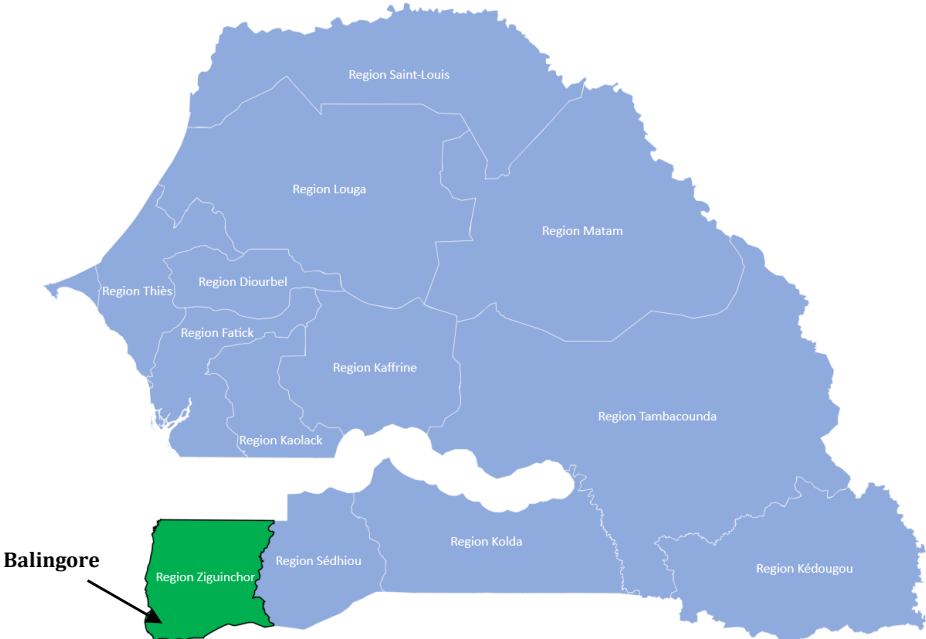 Region Saint-Louis
Region Louga
Region Matam
Region Diourbel
Region Thiès
Region Fatick
Region Kaffrine
Region Tambacounda
Region Kaolack
Region Kolda
Balingore
Region Sédhiou
Region Kédougou
Region Ziguinchor